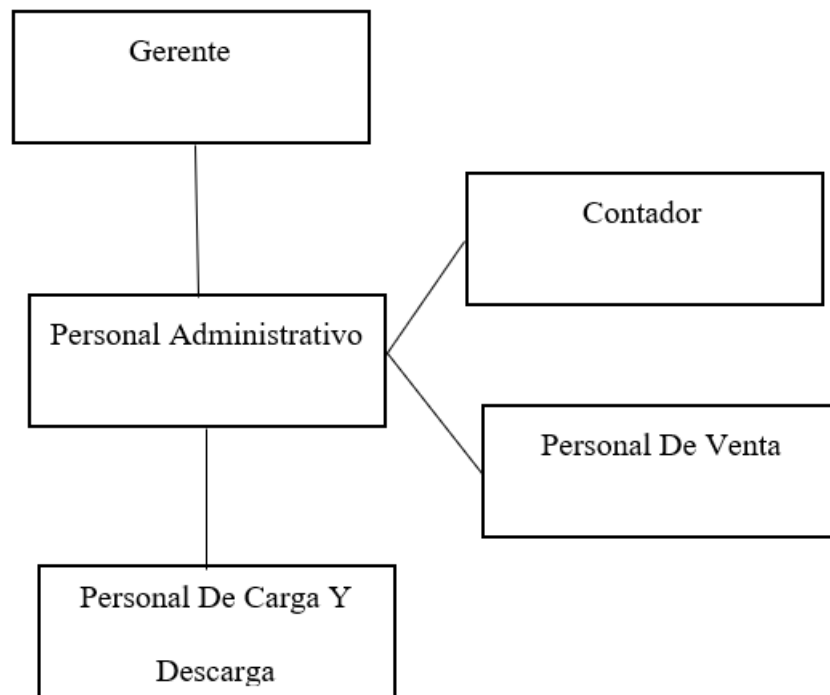 Gerente
Contador
Personal Administrativo
Personal De Venta
Personal De Carga Y
Descarga